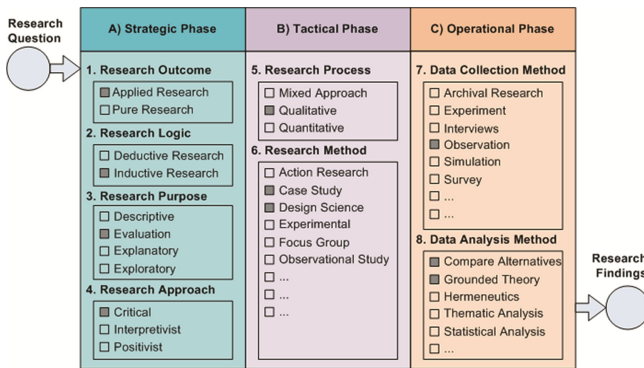 Research
Question
A) Strategic Phase
1. Research Outcome
Applied Research
Pure Research
2. Research Logic
Deductive Research
Inductive Research
3. Research Purpose
Descriptive
Evaluation
Explanatory
Exploratory
4. Research Approach
Critical
Interpretivist
Positivist
B) Tactical Phase
5. Research Process
Mixed Approach
Qualitative
Quantitative
6. Research Method
Action Research
Case Study
Design Science
Experimental
Focus Group
Observational Study
...
...
...
C) Operational Phase
7. Data Collection Method
Archival Research
Experiment
Interviews
Observation
Simulation
Survey
...
...
8. Data Analysis Method
Compare Alternatives
Grounded Theory
Hermeneutics
Thematic Analysis
Statistical Analysis
...
Research
Findings